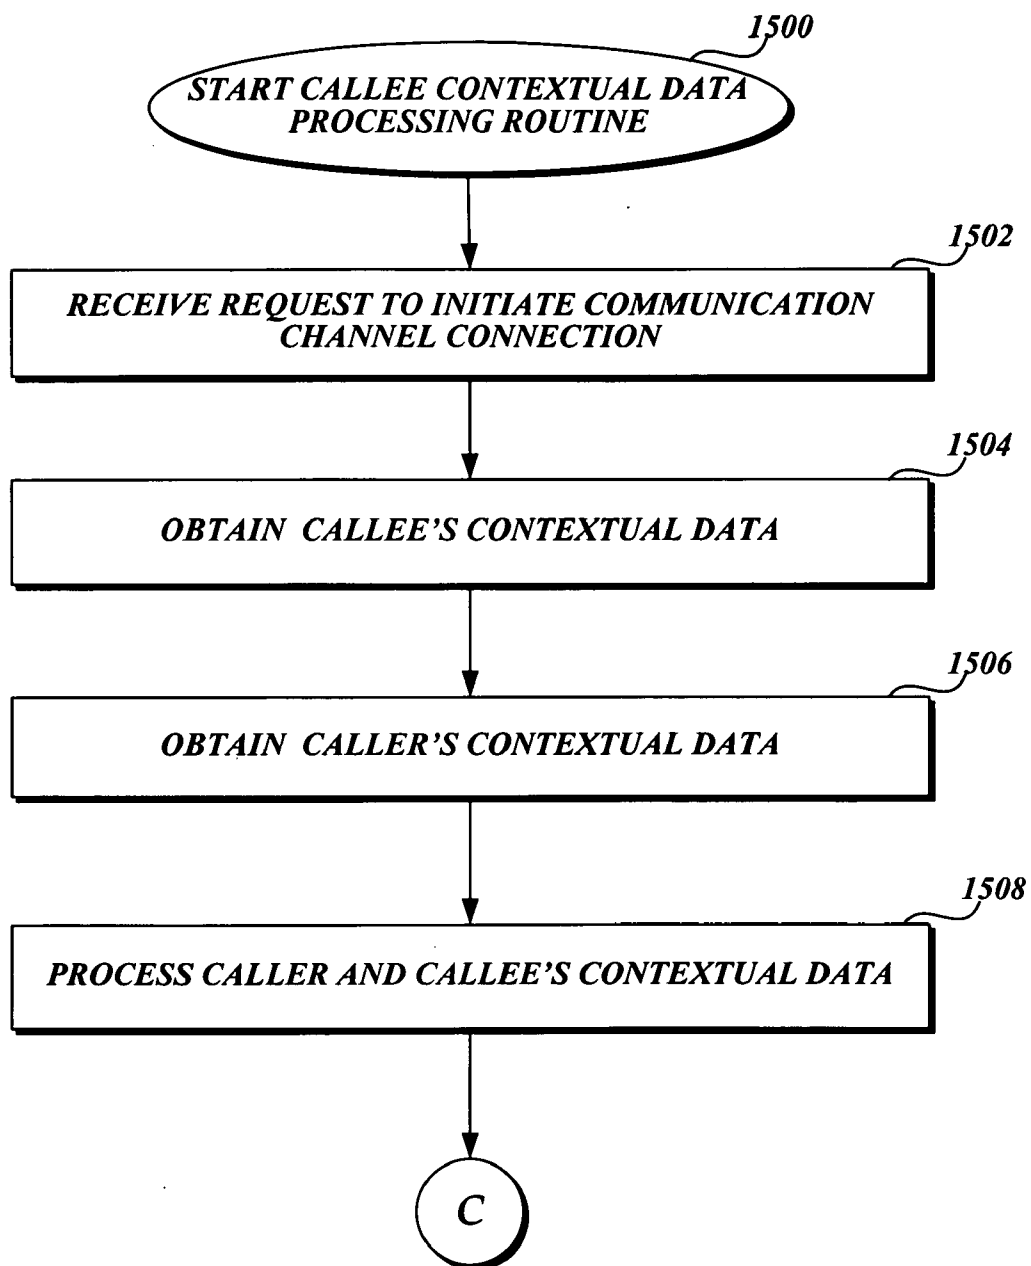 1500
START CALLEE CONTEXTUAL DATA
PROCESSING ROUTINE
1502
RECEIVE REQUEST TO INITIATE COMMUNICATION
CHANNEL CONNECTION
1504
OBTAIN CALLEE'S CONTEXTUAL DATA
1506
OBTAIN CALLER'S CONTEXTUAL DATA
1508
PROCESS CALLER AND CALLEE'S CONTEXTUAL DATA
C